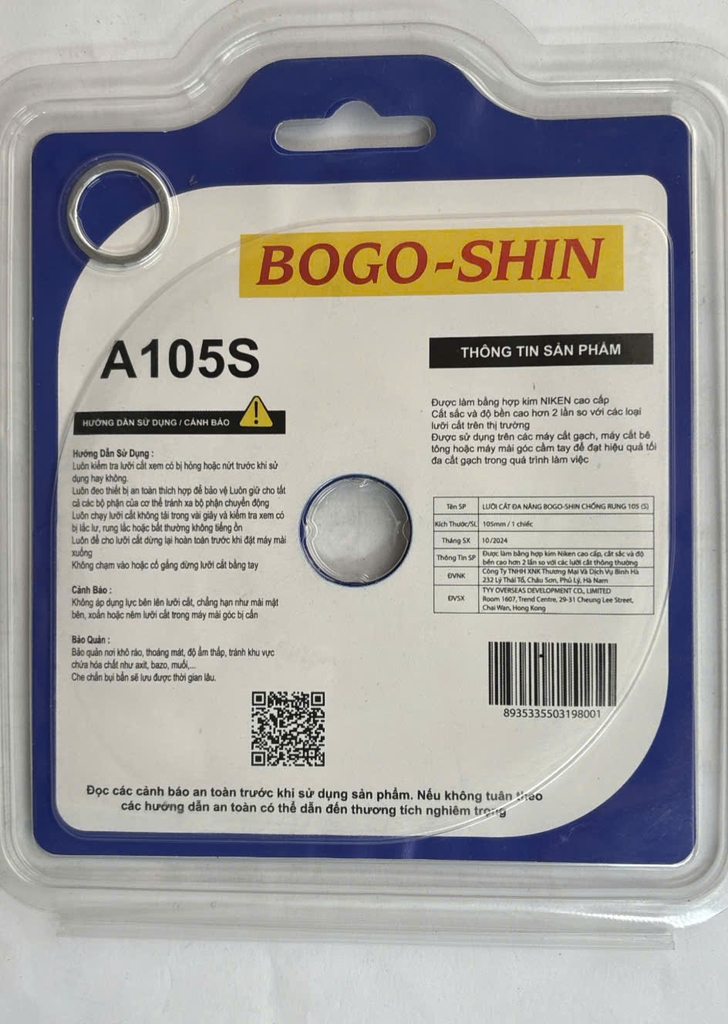 BOGO-SHIN
A105S
HƯỚNG DẪN SỬ DỤNG / CẢNH BÁO
Hướng Dẫn Sử Dụng :
Luôn kiểm tra lưỡi cắt xem có bị hỏng hoặc nứt trước khi sử
dụng hay không.
Luôn đeo thiết bị an toàn thích hợp để bảo vệ Luôn giữ cho tất
cả các bộ phận của cơ thể tránh xa bộ phận chuyển động
Luôn chạy lưỡi cắt không tải trong vài giây và kiểm tra xem có
bị lắc lư, rung lắc hoặc bất thường không tiếng ồn
Luôn để cho lưỡi cắt dừng lại hoàn toàn trước khi đặt máy mài
xuống
Không chạm vào hoặc cố gắng dừng lưỡi cắt bằng tay
Cảnh Báo :
Không áp dụng lực bên lên lưỡi cắt, chẳng hạn như mài mặt
bên, xoắn hoặc nêm lưỡi cắt trong máy mài góc bị cấn
Bảo Quản :
Bảo quản nơi khô ráo, thoáng mát, độ ẩm thấp, tránh khu vực
chứa hóa chất như axit, bazo, muối,...
Che chắn bụi bẩn sẽ lưu được thời gian lâu.
THÔNG TIN SẢN PHẨM
Được làm bằng hợp kim NIKEN cao cấp
Cắt sắc và độ bền cao hơn 2 lần so với các loại
lưỡi cắt trên thị trường
Được sử dụng trên các máy cắt gạch, máy cắt bê
tông hoặc máy mài góc cầm tay để đạt hiệu quả tối
đa cắt gạch trong quá trình làm việc
Tên SP LƯỠI CẮT ĐA NĂNG BOGO-SHIN CHỐNG RUNG 105 (S)
Kích Thước/SL 105mm / 1 chiếc
Tháng SX 10/2024
Thông Tin SP Được làm bằng hợp kim Niken cao cấp, cắt sắc và độ
bền cao hơn 2 lần so với các lưỡi cắt thông thường
ĐVNK Công Ty TNHH XNK Thương Mại Và Dịch Vụ Bình Hà
232 Lý Thái Tổ, Châu Sơn, Phủ Lý, Hà Nam
ĐVSX TYY OVERSEAS DEVELOPMENT CO., LIMITED
Room 1607, Trend Centre, 29-31 Cheung Lee Street,
Chai Wan, Hong Kong
8935335503198001
Đọc các cảnh báo an toàn trước khi sử dụng sản phẩm. Nếu không tuân theo
các hướng dẫn an toàn có thể dẫn đến thương tích nghiêm trọng